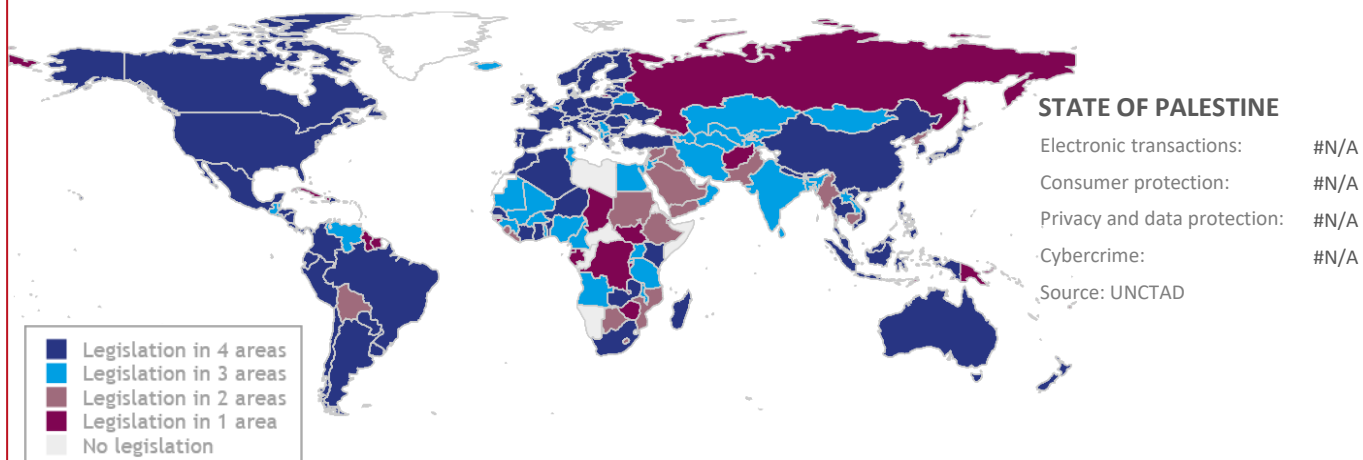 STATE OF PALESTINE
Electronic transactions: #N/A
Consumer protection: #N/A
Privacy and data protection: #N/A
Cybercrime: #N/A
Source: UNCTAD
Legislation in 4 areas
Legislation in 3 areas
Legislation in 2 areas
Legislation in 1 area
No legislation